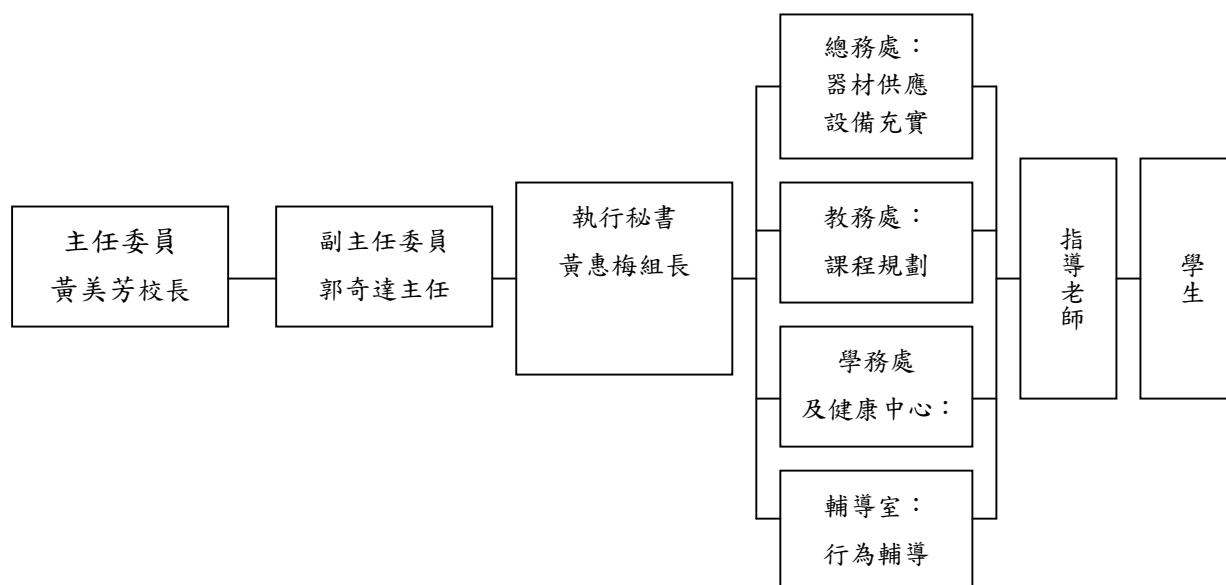 主任委員
黃美芳校長
副主任委員
郭奇達主任
執行秘書
黃惠梅組長
總務處：
器材供應
設備充實
教務處：
課程規劃
學務處
及健康中心：
輔導室：
行為輔導
指導老師
學生